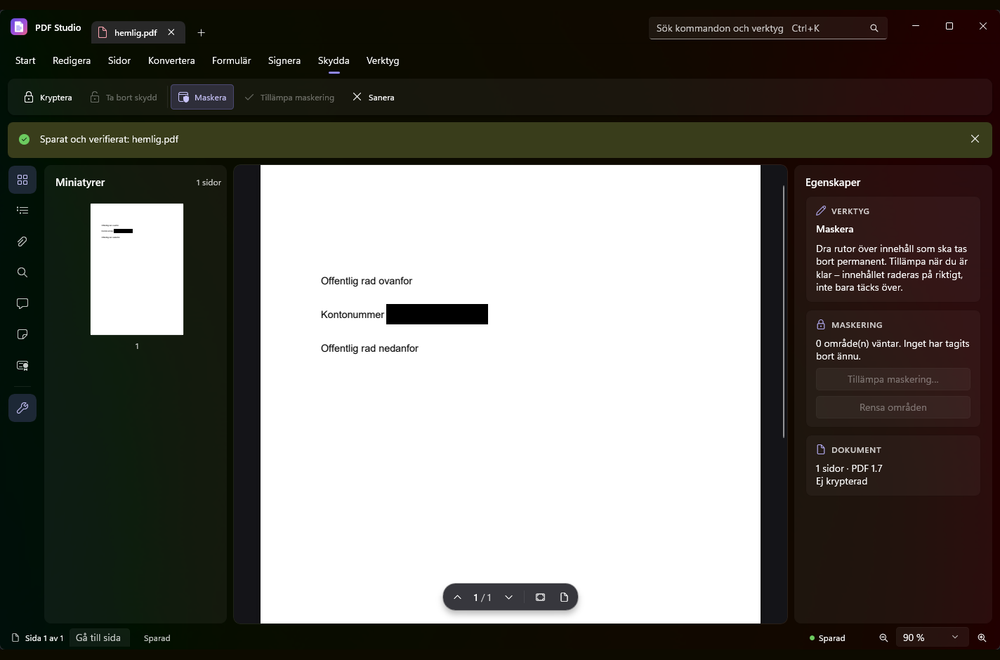 PDF Studio
hemlig.pdf
Sök kommandon och verktyg Ctrl+K
Start Redigera Sidor Konvertera Formulär Signera Skydda Verktyg
Kryptera Ta bort skydd Maskera Tillämpa maskering Sanera
Sparat och verifierat: hemlig.pdf
Miniatyrer 1 sidor
1
Offentlig rad ovanfor
Kontonummer
Offentlig rad nedanfor
1 / 1
Egenskaper
VERKTYG
Maskera
Dra rutor över innehåll som ska tas
bort permanent. Tillämpa när du är
klar – innehållet raderas på riktigt,
inte bara täcks över.
MASKERING
0 område(n) väntar. Inget har tagits
bort ännu.
Tillämpa maskering...
Rensa områden
DOKUMENT
1 sidor · PDF 1.7
Ej krypterad
Sida 1 av 1 Gå till sida Sparad
Sparad 90 %